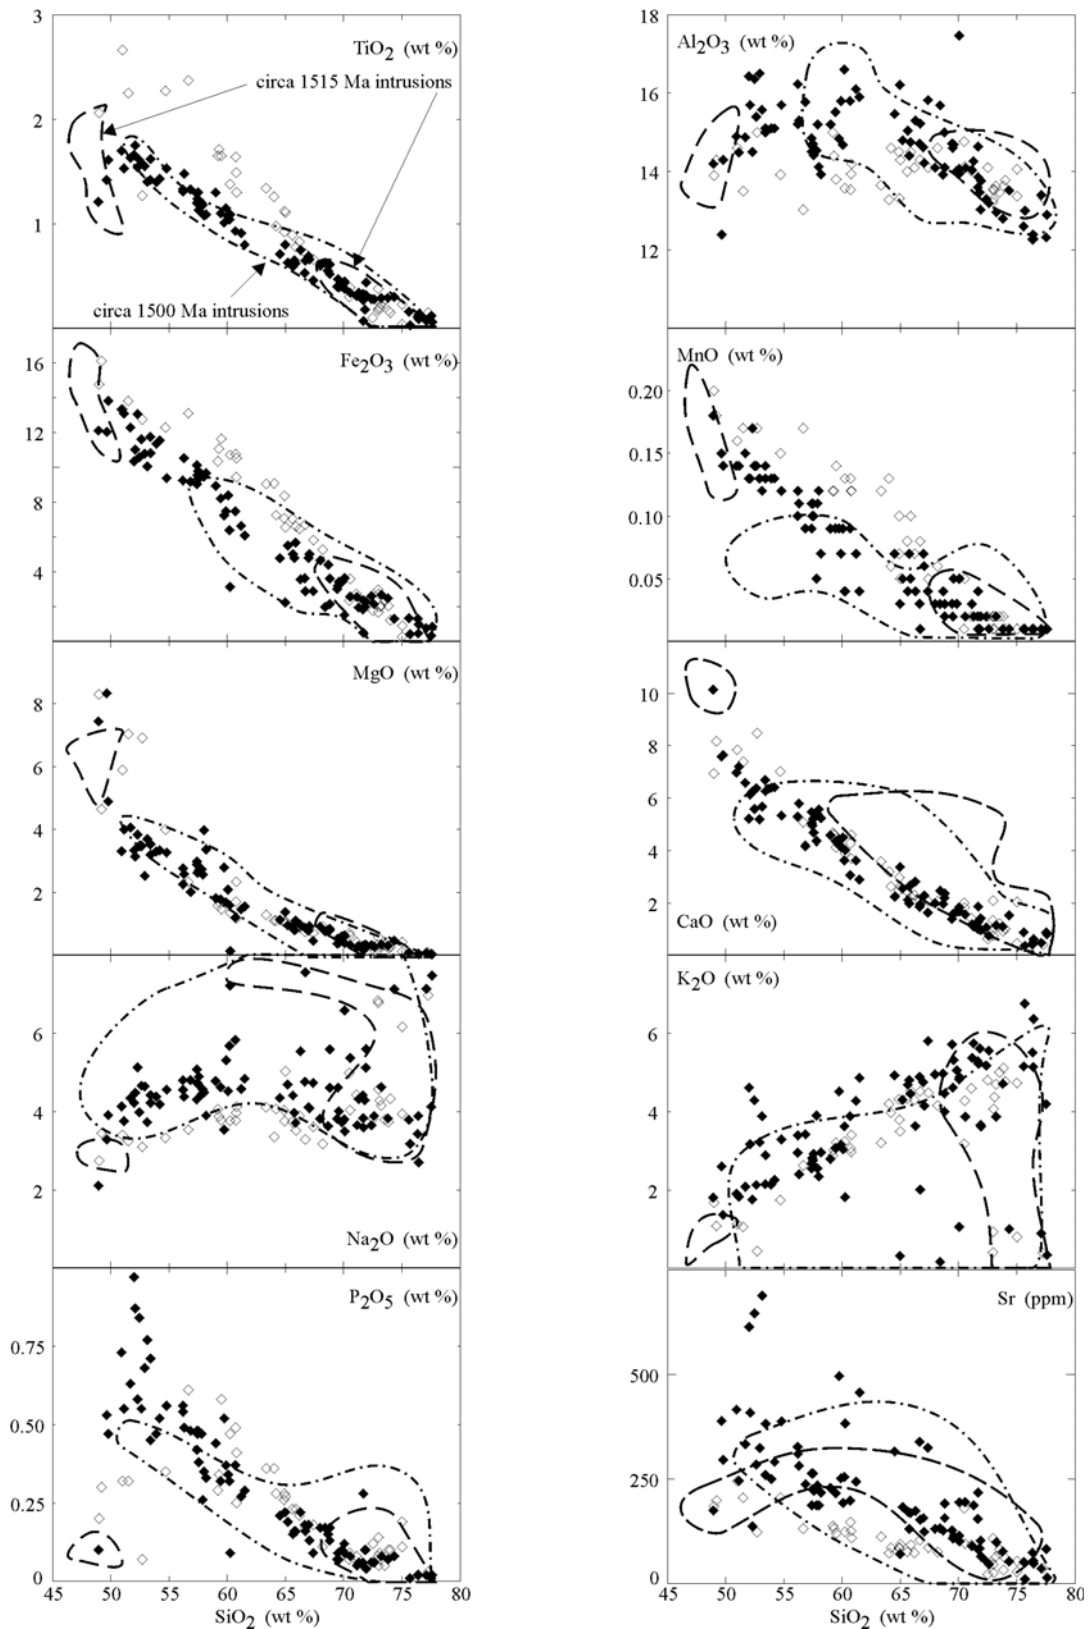 3
2
1
TiO2 (wt %)
circa 1515 Ma intrusions
circa 1500 Ma intrusions
18
16
14
12
Al2O3 (wt %)
16
12
8
4
Fe2O3 (wt %)
0.20
0.15
0.10
0.05
MnO (wt %)
8
6
4
2
MgO (wt %)
10
8
6
4
2
CaO (wt %)
6
4
2
Na2O (wt %)
6
4
2
K2O (wt %)
0.75
0.50
0.25
0
P2O5 (wt %)
45 50 55 60 65 70 75 80
SiO2 (wt %)
500
250
0
Sr (ppm)
45 50 55 60 65 70 75 80
SiO2 (wt %)